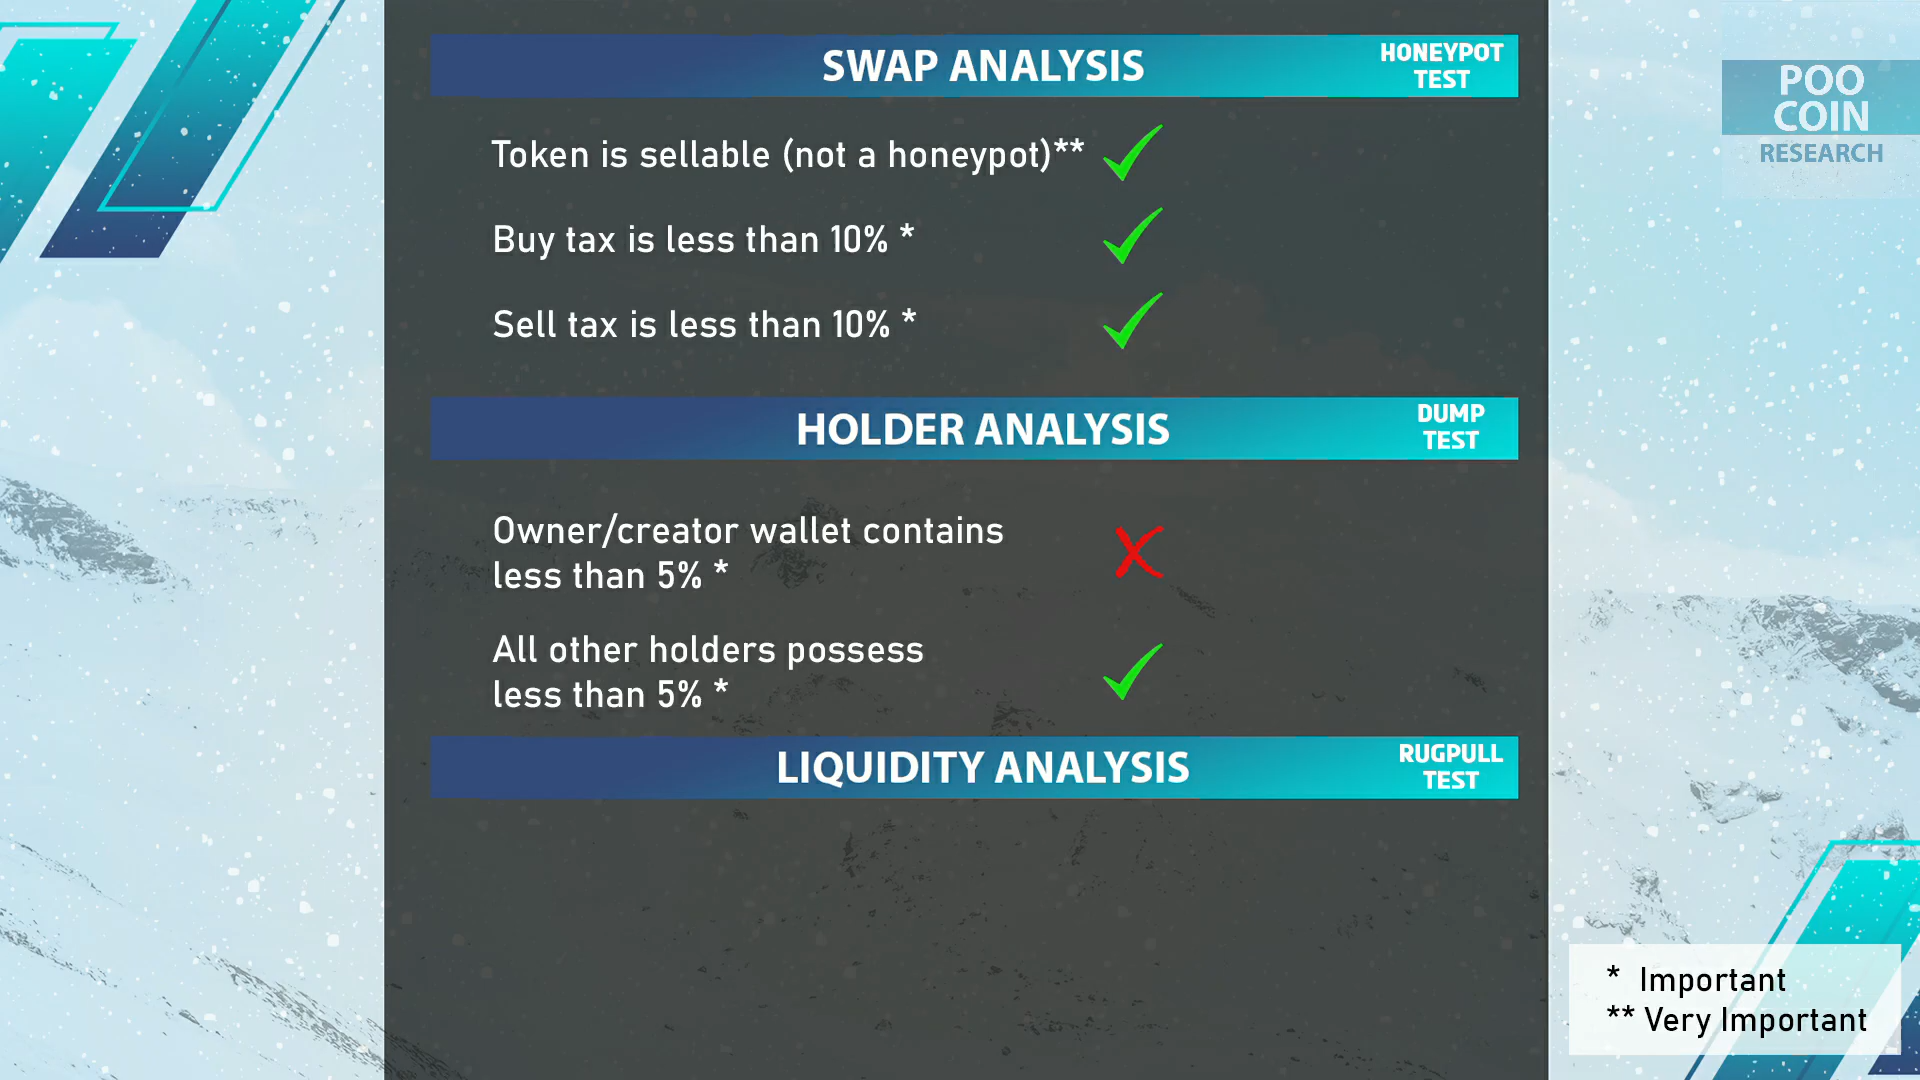 SWAP ANALYSIS
HONEYPOT
TEST
POO
COIN
RESEARCH
Token is sellable (not a honeypot)**
Buy tax is less than 10% *
Sell tax is less than 10% *
HOLDER ANALYSIS
DUMP
TEST
Owner/creator wallet contains
less than 5% *
All other holders possess
less than 5% *
LIQUIDITY ANALYSIS
RUGPULL
TEST
* Important
** Very Important